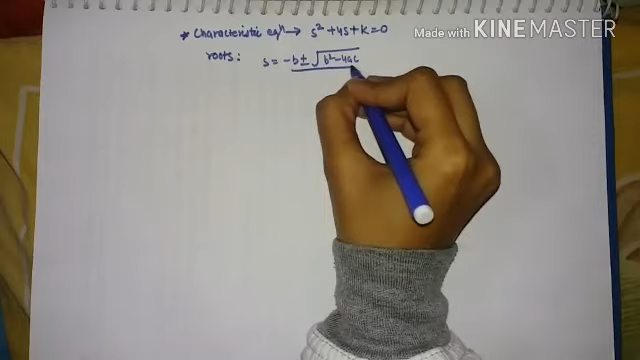 Made with KINEMASTER
* Characteristic eqⁿ → s² + 4s + k = 0
roots : s = -b ± √b² - 4ac